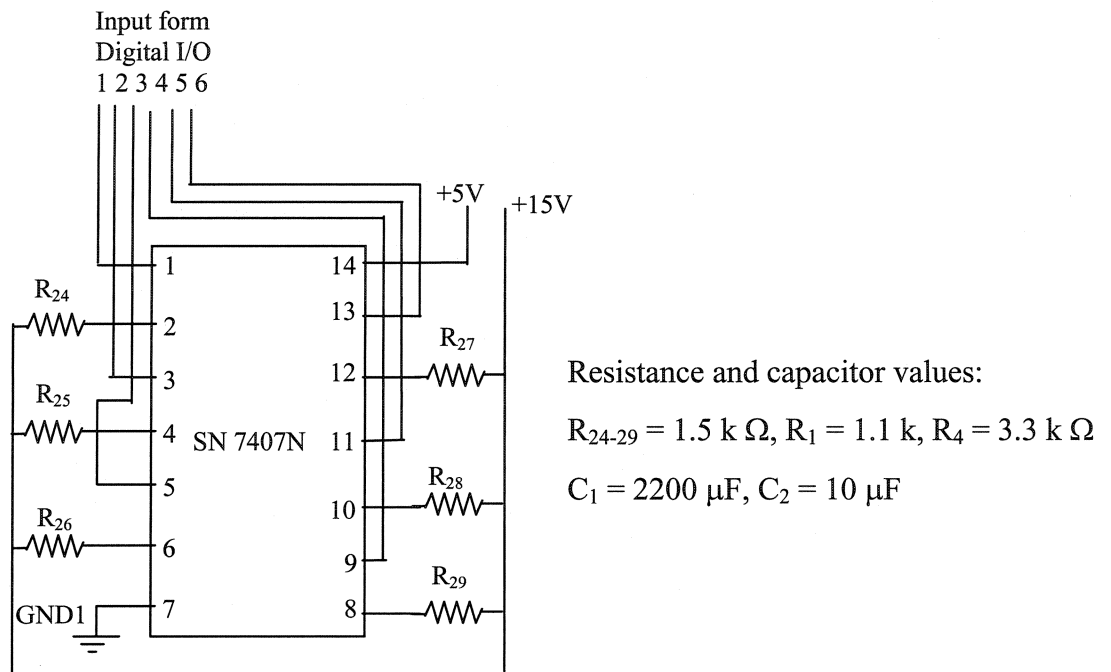 Input form
Digital I/O
1 2 3 4 5 6
+5V
+15V
1
14
R24
13
2
R27
3
12
R25
4
SN 7407N
11
5
R28
10
R26
6
9
R29
GND1
7
8
Resistance and capacitor values:
R24-29 = 1.5 k Ω, R1 = 1.1 k, R4 = 3.3 k Ω
C1 = 2200 μF, C2 = 10 μF